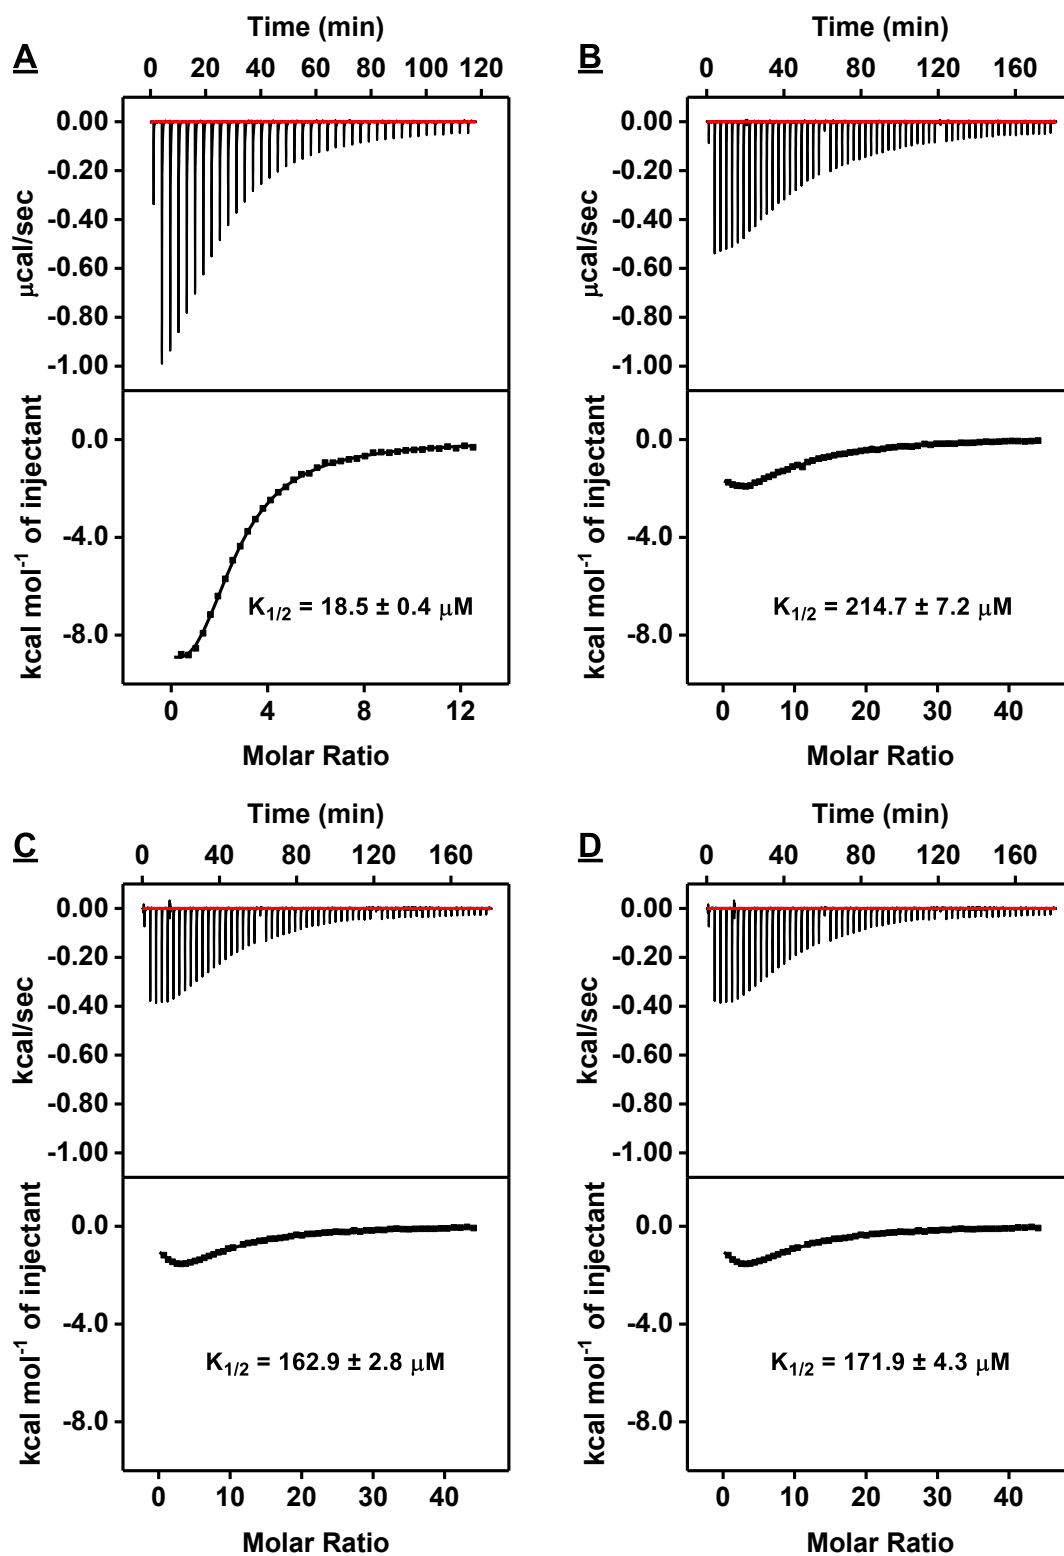 Time (min)
A
0 20 40 60 80 100 120
0.00
-0.20
-0.40
-0.60
-0.80
-1.00
μcal/sec
0.0
-4.0
-8.0
kcal mol-1 of injectant
K1/2 = 18.5 ± 0.4 μM
0 4 8 12
Molar Ratio
Time (min)
B
0 40 80 120 160
0.00
-0.20
-0.40
-0.60
-0.80
-1.00
μcal/sec
0.0
-4.0
-8.0
kcal mol-1 of injectant
K1/2 = 214.7 ± 7.2 μM
0 10 20 30 40
Molar Ratio
Time (min)
C
0 40 80 120 160
0.00
-0.20
-0.40
-0.60
-0.80
-1.00
kcal/sec
0.0
-4.0
-8.0
kcal mol-1 of injectant
K1/2 = 162.9 ± 2.8 μM
0 10 20 30 40
Molar Ratio
Time (min)
D
0 40 80 120 160
0.00
-0.20
-0.40
-0.60
-0.80
-1.00
kcal/sec
0.0
-4.0
-8.0
kcal mol-1 of injectant
K1/2 = 171.9 ± 4.3 μM
0 10 20 30 40
Molar Ratio